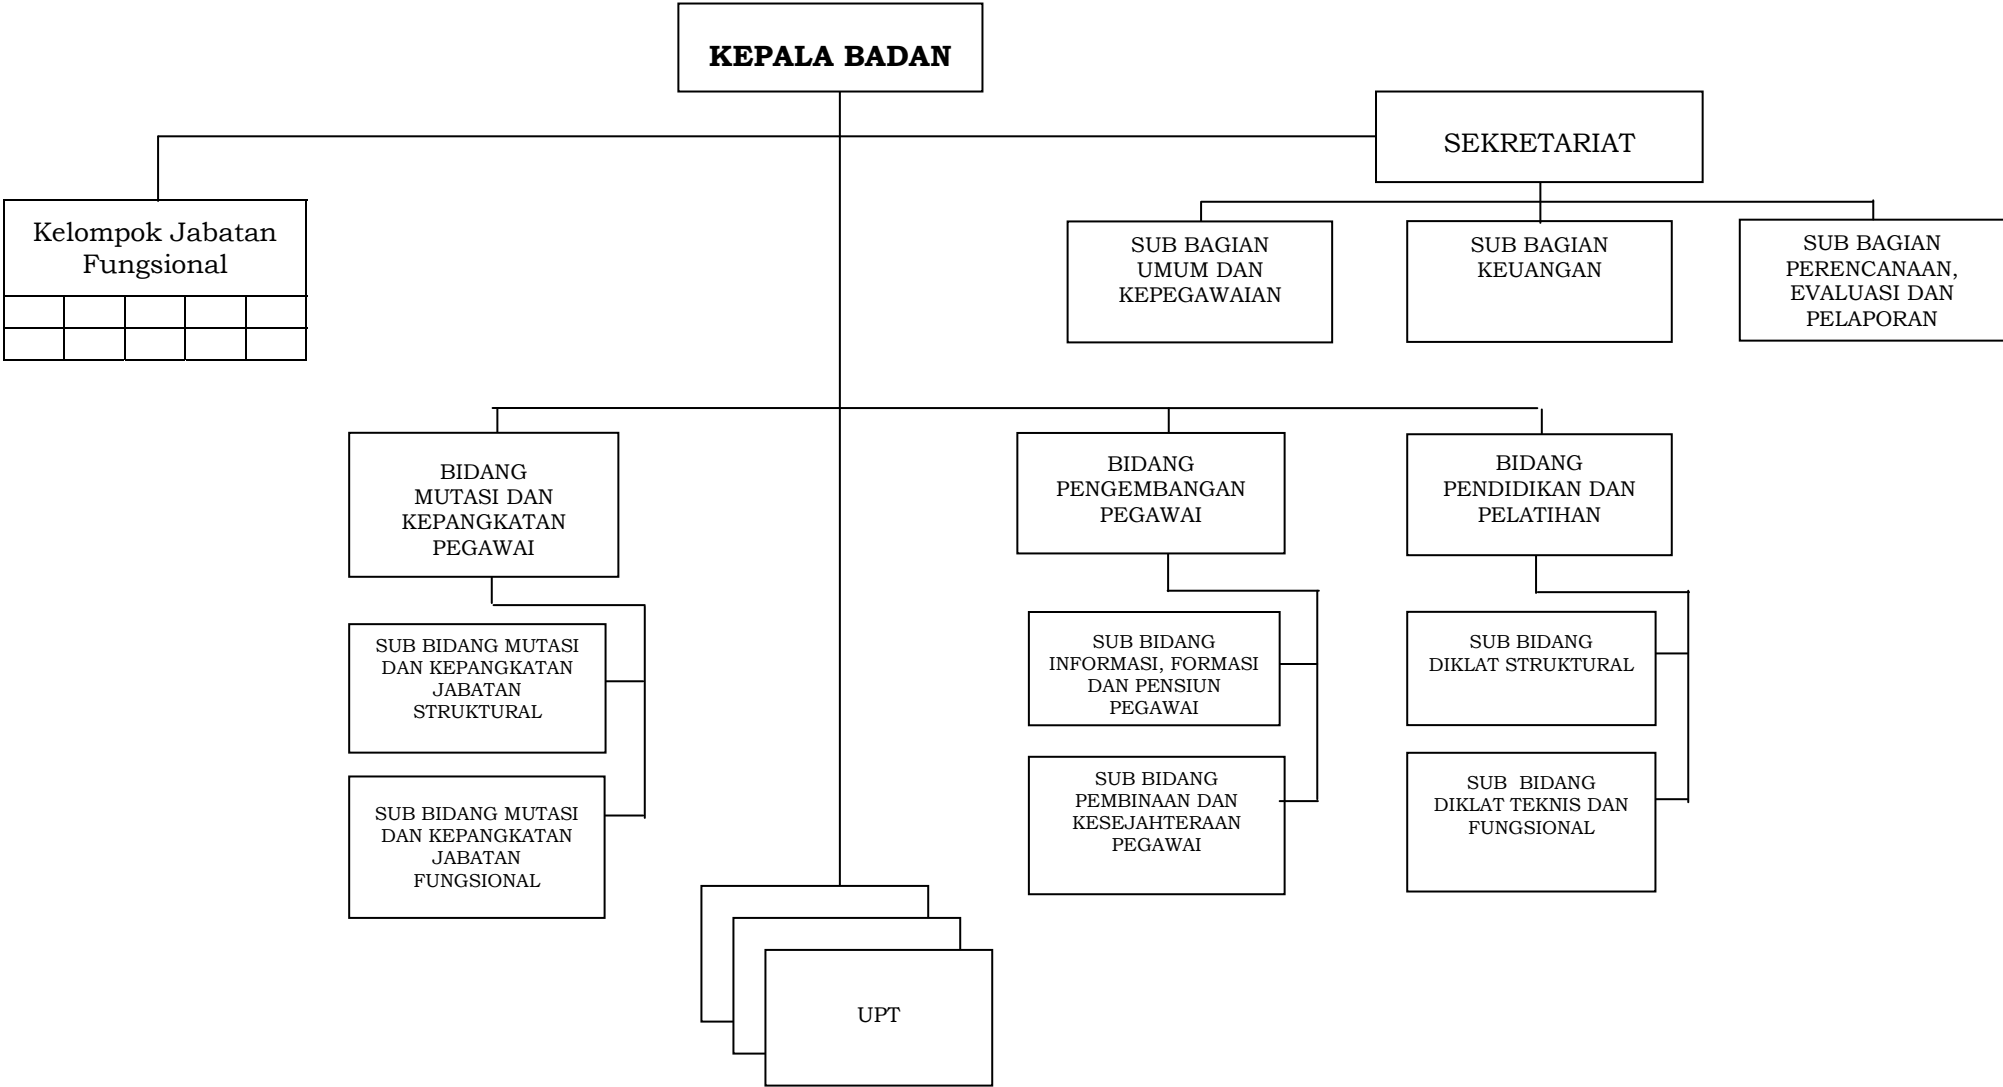 KEPALA BADAN
SEKRETARIAT
Kelompok Jabatan
Fungsional
SUB BAGIAN
UMUM DAN
KEPEGAWAIAN
SUB BAGIAN
KEUANGAN
SUB BAGIAN
PERENCANAAN,
EVALUASI DAN
PELAPORAN
BIDANG
MUTASI DAN
KEPANGKATAN
PEGAWAI
BIDANG
PENGEMBANGAN
PEGAWAI
BIDANG
PENDIDIKAN DAN
PELATIHAN
SUB BIDANG MUTASI
DAN KEPANGKATAN
JABATAN
STRUKTURAL
SUB BIDANG
INFORMASI, FORMASI
DAN PENSIUN
PEGAWAI
SUB BIDANG
DIKLAT STRUKTURAL
SUB BIDANG MUTASI
DAN KEPANGKATAN
JABATAN
FUNGSIONAL
SUB BIDANG
PEMBINAAN DAN
KESEJAHTERAAN
PEGAWAI
SUB  BIDANG
DIKLAT TEKNIS DAN
FUNGSIONAL
UPT